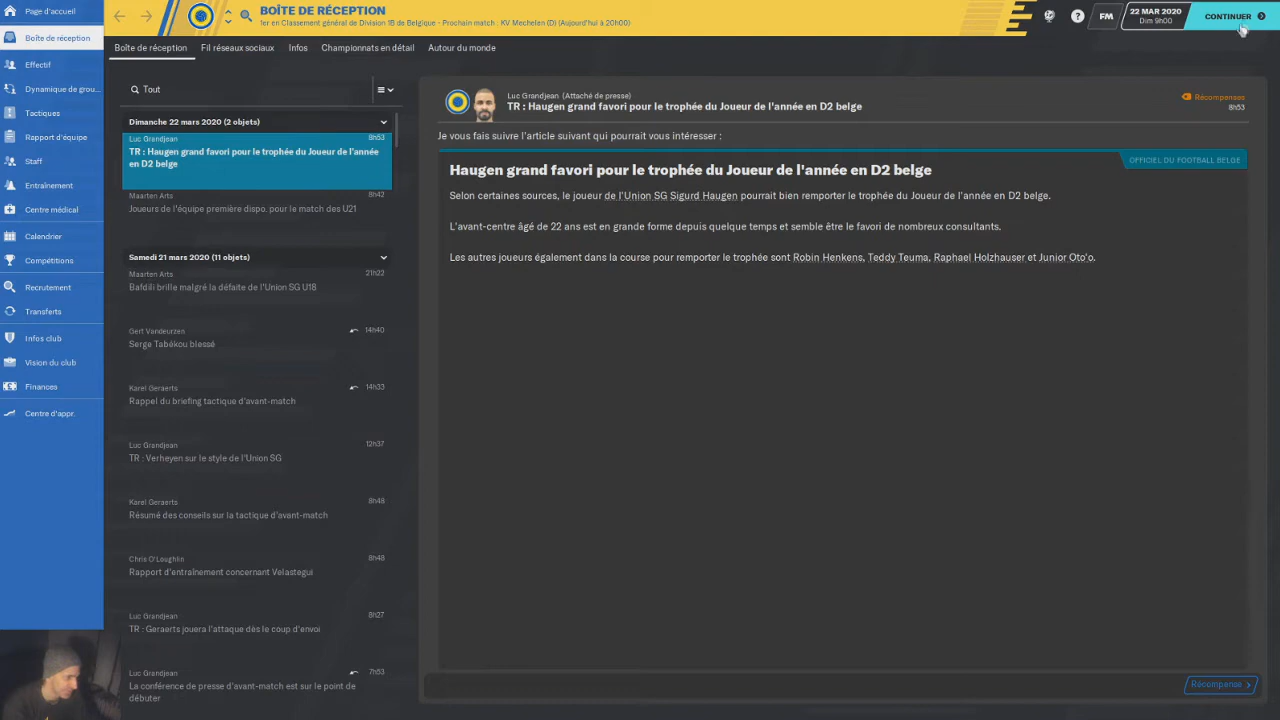 Page d'accueil
Boîte de réception
Effectif
Dynamique de grou...
Tactiques
Rapport d'équipe
Staff
Entraînement
Centre médical
Calendrier
Compétitions
Recrutement
Transferts
Infos club
Vision du club
Finances
Centre d'appr.
BOÎTE DE RÉCEPTION
1er en Classement général de Division 1B de Belgique - Prochain match : KV Mechelen (D) (Aujourd'hui à 20h00)
?
FM
22 MAR 2020
Dim 9h00
CONTINUER
Boîte de réception
Fil réseaux sociaux
Infos
Championnats en détail
Autour du monde
Tout
Dimanche 22 mars 2020 (2 objets)
Luc Grandjean 8h53
TR : Haugen grand favori pour le trophée du Joueur de l'année
en D2 belge
Maarten Arts 8h42
Joueurs de l'équipe première dispo. pour le match des U21
Samedi 21 mars 2020 (11 objets)
Maarten Arts 21h22
Bafdili brille malgré la défaite de l'Union SG U18
Gert Vandeurzen 14h40
Serge Tabékou blessé
Karel Geraerts 14h33
Rappel du briefing tactique d'avant-match
Luc Grandjean 12h37
TR : Verheyen sur le style de l'Union SG
Karel Geraerts 8h48
Résumé des conseils sur la tactique d'avant-match
Chris O'Loughlin 8h48
Rapport d'entraînement concernant Velastegui
Luc Grandjean 8h27
TR : Geraerts jouera l'attaque dès le coup d'envoi
Luc Grandjean 7h53
La conférence de presse d'avant-match est sur le point de
débuter
Luc Grandjean (Attaché de presse)
TR : Haugen grand favori pour le trophée du Joueur de l'année en D2 belge
Récompenses
8h53
Je vous fais suivre l'article suivant qui pourrait vous intéresser :
OFFICIEL DU FOOTBALL BELGE
Haugen grand favori pour le trophée du Joueur de l'année en D2 belge
Selon certaines sources, le joueur de l'Union SG Sigurd Haugen pourrait bien remporter le trophée du Joueur de l'année en D2 belge.
L'avant-centre âgé de 22 ans est en grande forme depuis quelque temps et semble être le favori de nombreux consultants.
Les autres joueurs également dans la course pour remporter le trophée sont Robin Henkens, Teddy Teuma, Raphael Holzhauser et Junior Oto'o.
Récompense